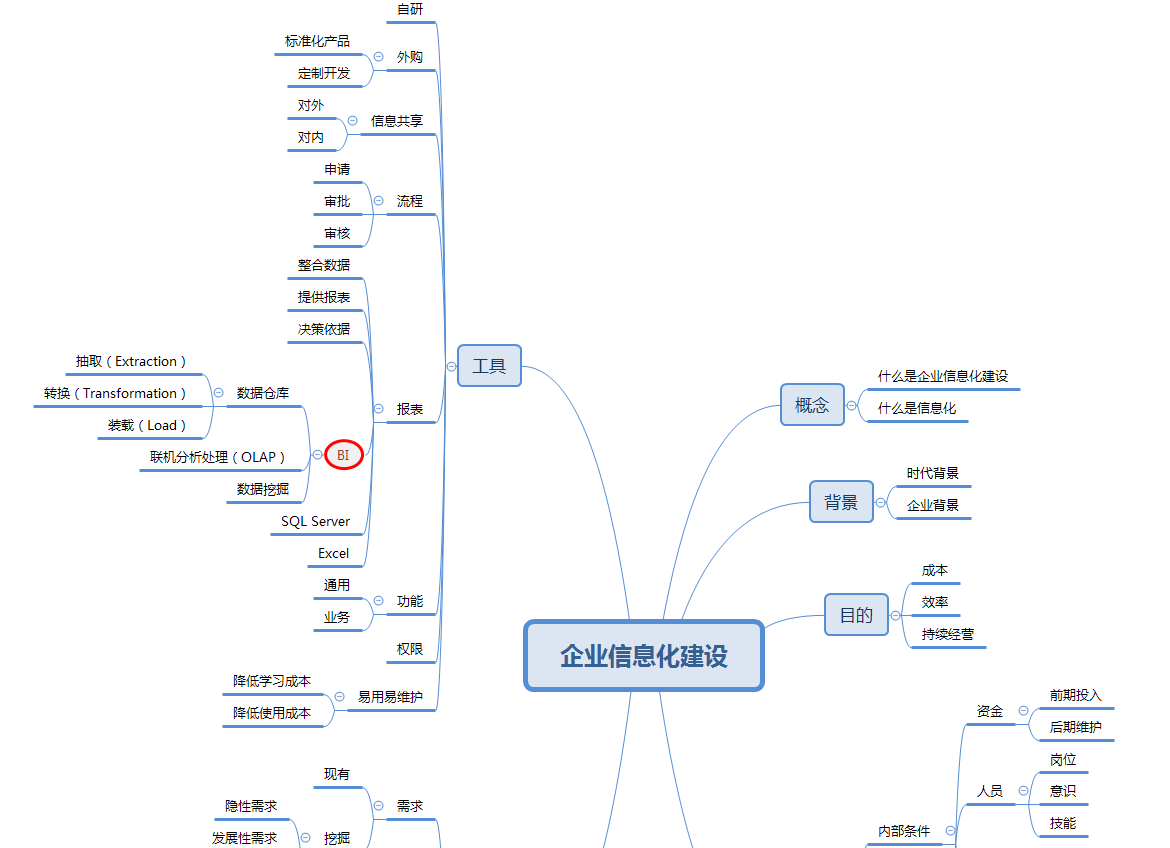 自研
标准化产品
外购
定制开发
对外
信息共享
对内
申请
审批
流程
审核
整合数据
提供报表
决策依据
抽取（Extraction）
转换（Transformation）
数据仓库
装载（Load）
报表
联机分析处理（OLAP）
BI
数据挖掘
SQL Server
Excel
通用
功能
业务
权限
降低学习成本
易用易维护
降低使用成本
工具
现有
需求
隐性需求
发展性需求
挖掘
企业信息化建设
概念
什么是企业信息化建设
什么是信息化
背景
时代背景
企业背景
目的
成本
效率
持续经营
内部条件
资金
前期投入
后期维护
人员
岗位
意识
技能